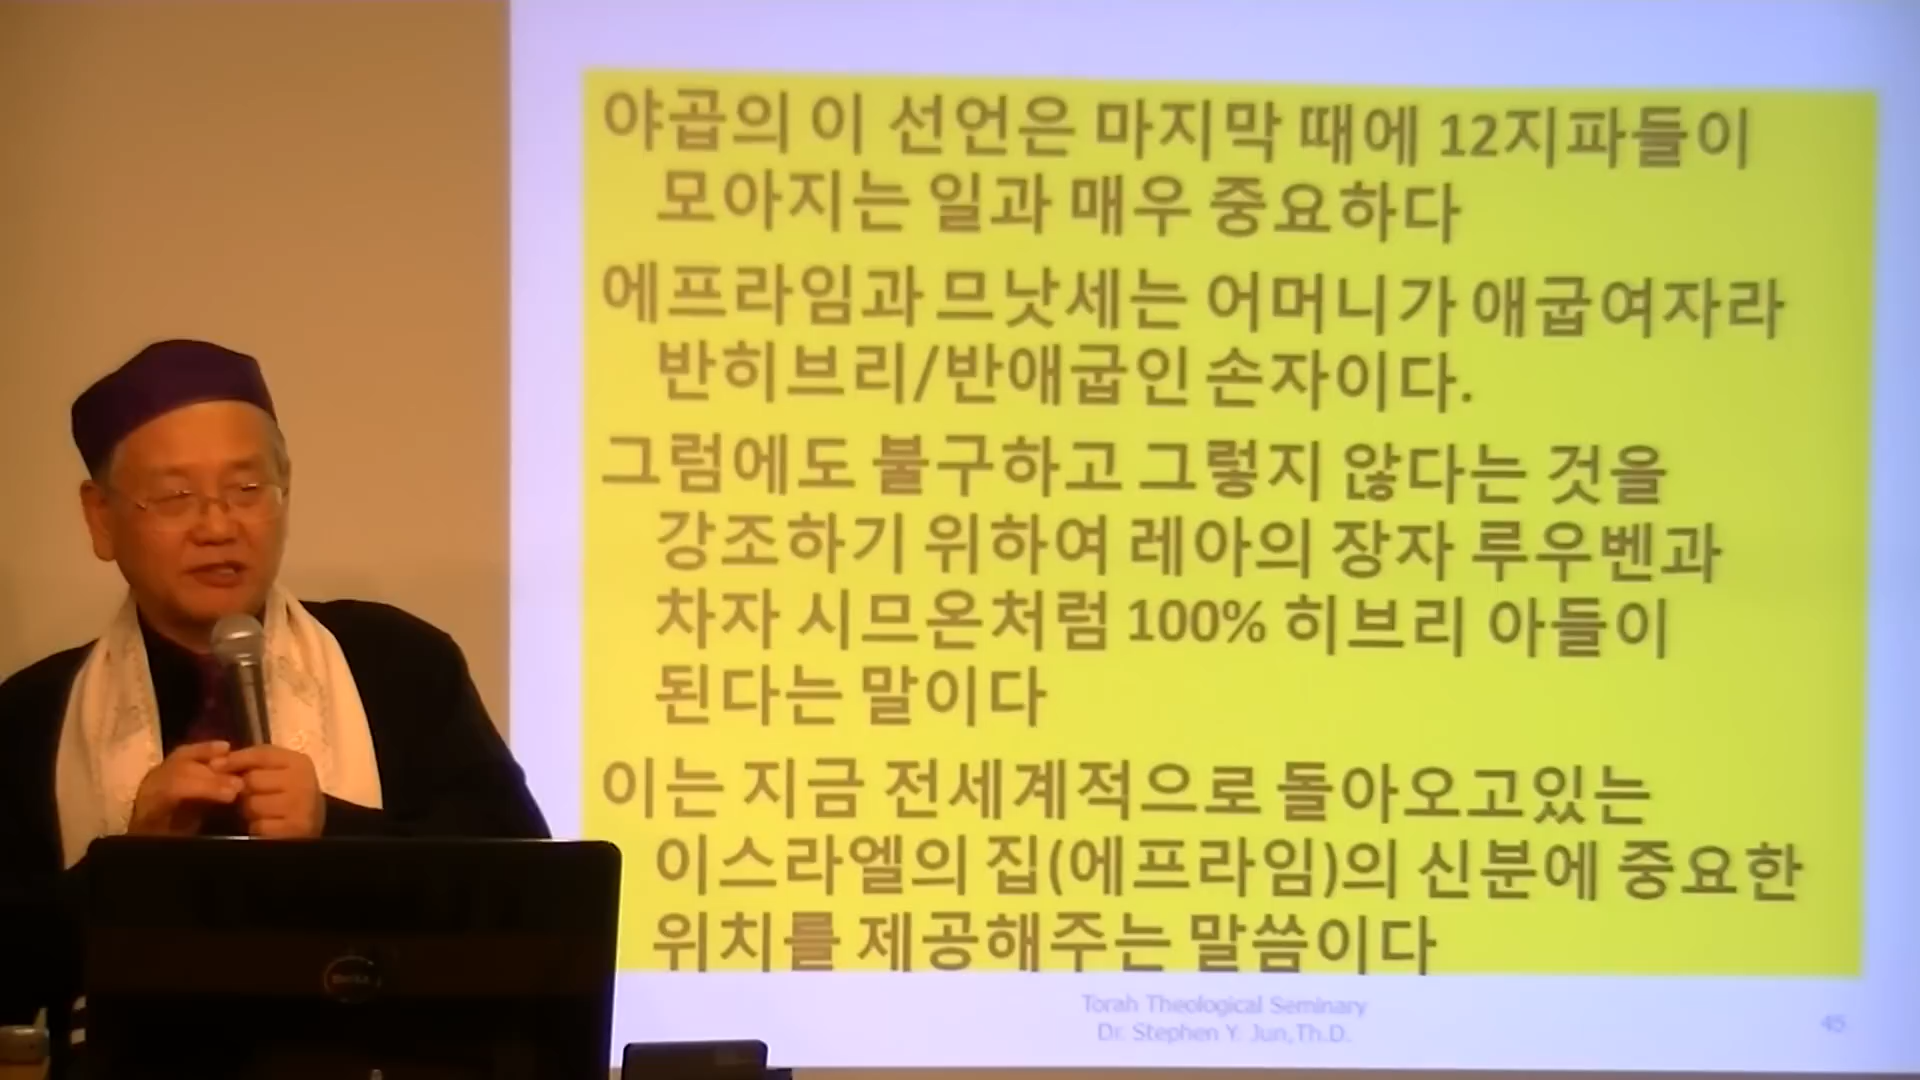 야곱의 이 선언은 마지막 때에 12지파들이
모아지는 일과 매우 중요하다
에프라임과 므낫세는 어머니가 애굽여자라
반히브리/반애굽인 손자이다.
그럼에도 불구하고 그렇지 않다는 것을
강조하기 위하여 레아의 장자 루우벤과
차자 시므온처럼 100% 히브리 아들이
된다는 말이다
이는 지금 전세계적으로 돌아오고있는
이스라엘의 집(에프라임)의 신분에 중요한
위치를 제공해주는 말씀이다
Torah Theological Seminary
Dr. Stephen Y. Jun,Th.D.
45